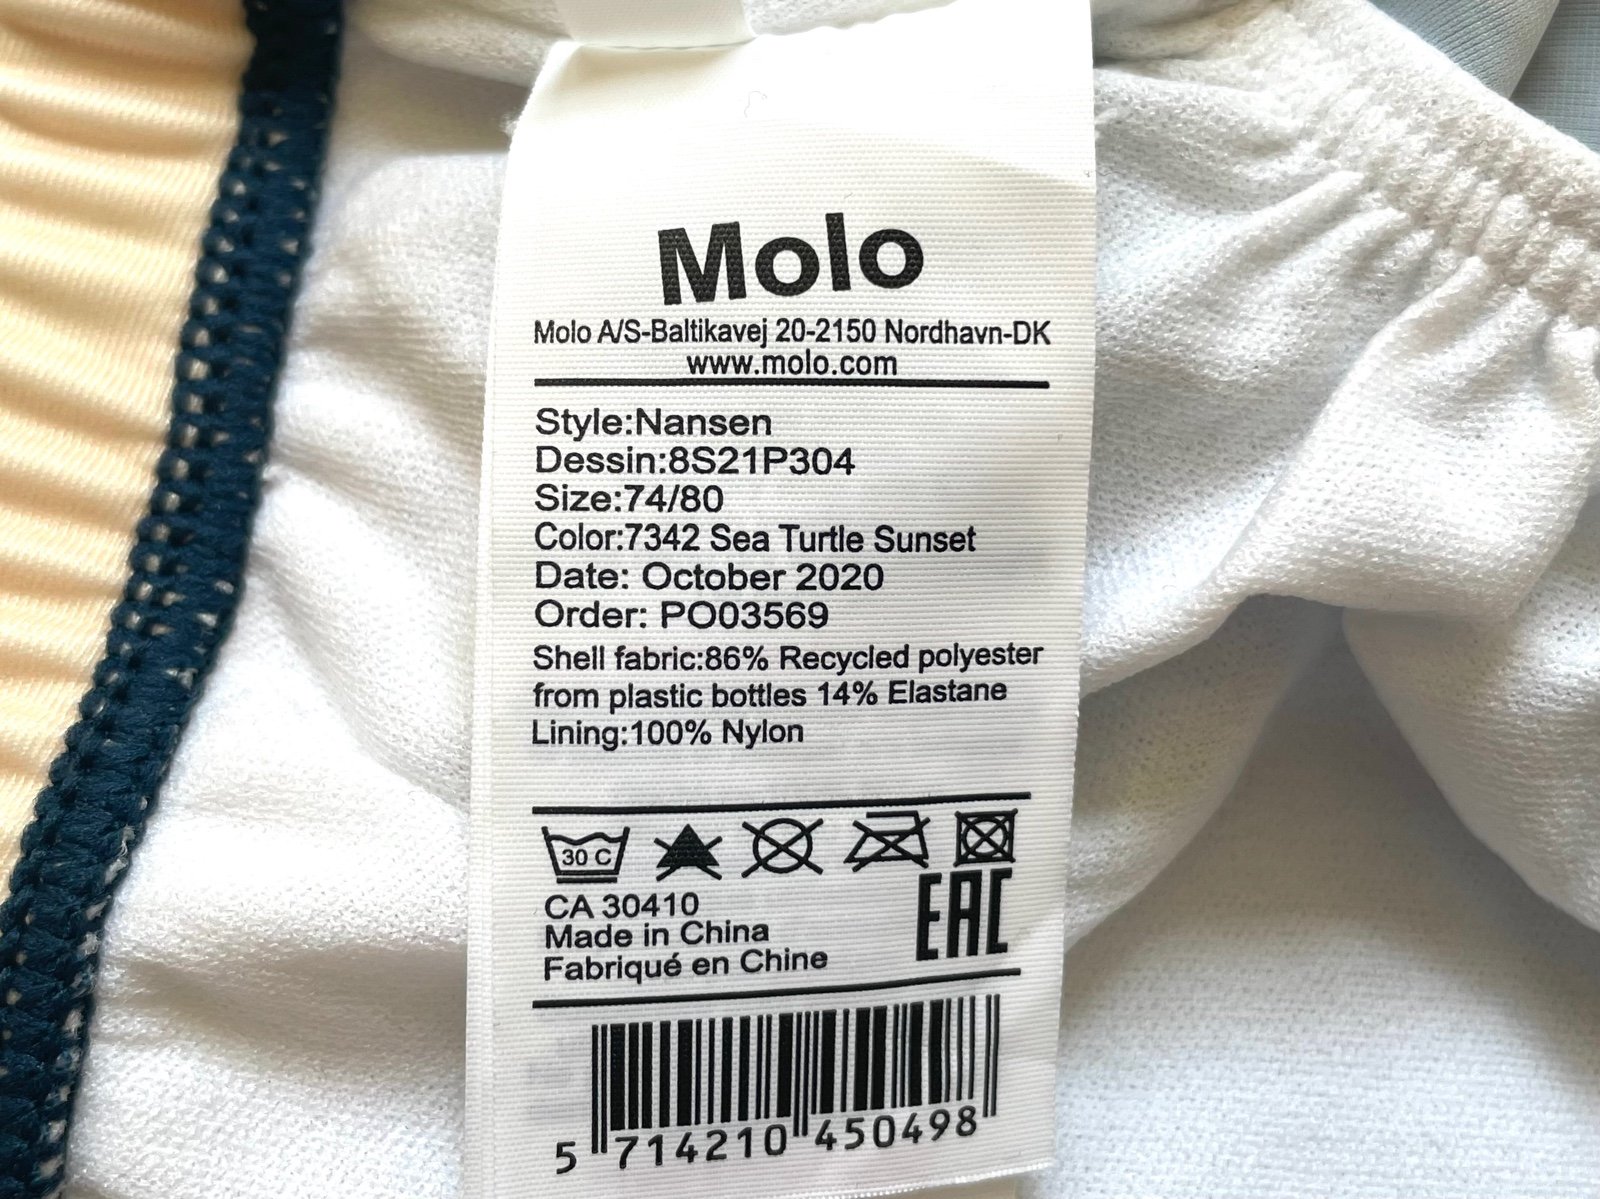 Molo
Molo A/S-Baltikavej 20-2150 Nordhavn-DK
www.molo.com
Style:Nansen
Dessin:8S21P304
Size:74/80
Color:7342 Sea Turtle Sunset
Date: October 2020
Order: PO03569
Shell fabric:86% Recycled polyester
from plastic bottles 14% Elastane
Lining:100% Nylon
30 C
CA 30410
Made in China
Fabriqué en Chine
EAC
5 714210 450498